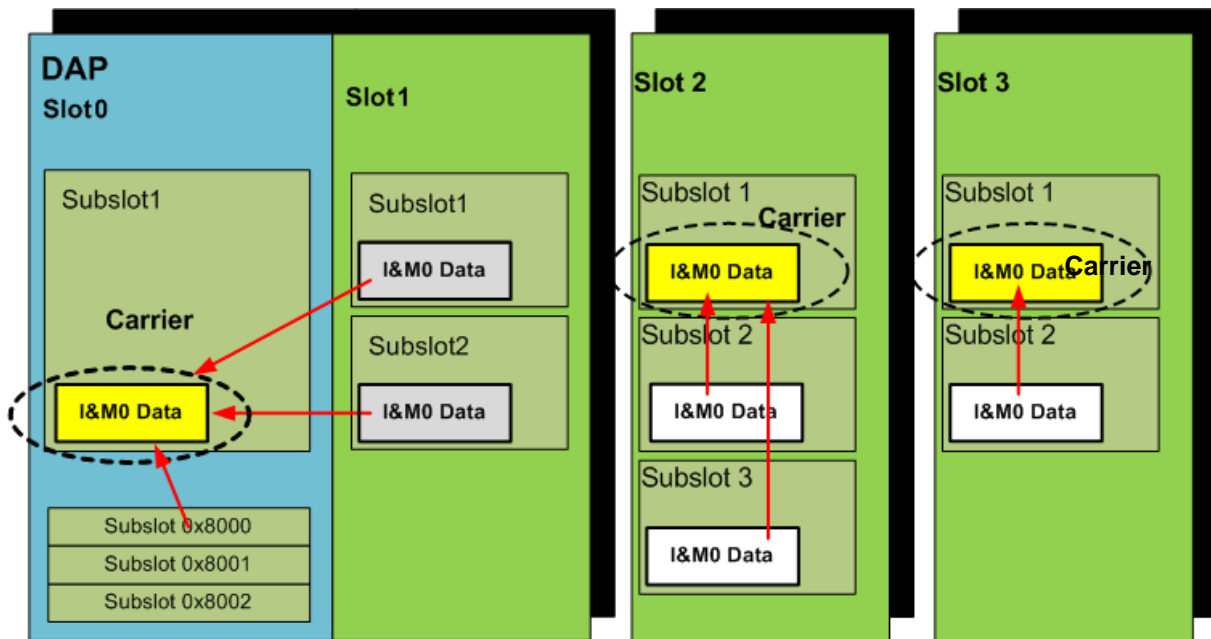 DAP
Slot0
Subslot1
Carrier
I&M0 Data
Subslot 0x8000
Subslot 0x8001
Subslot 0x8002
Slot1
Subslot1
I&M0 Data
Subslot2
I&M0 Data
Slot 2
Subslot 1
Carrier
I&M0 Data
Subslot 2
I&M0 Data
Subslot 3
I&M0 Data
Slot 3
Subslot 1
I&M0 Data
Carrier
Subslot 2
I&M0 Data